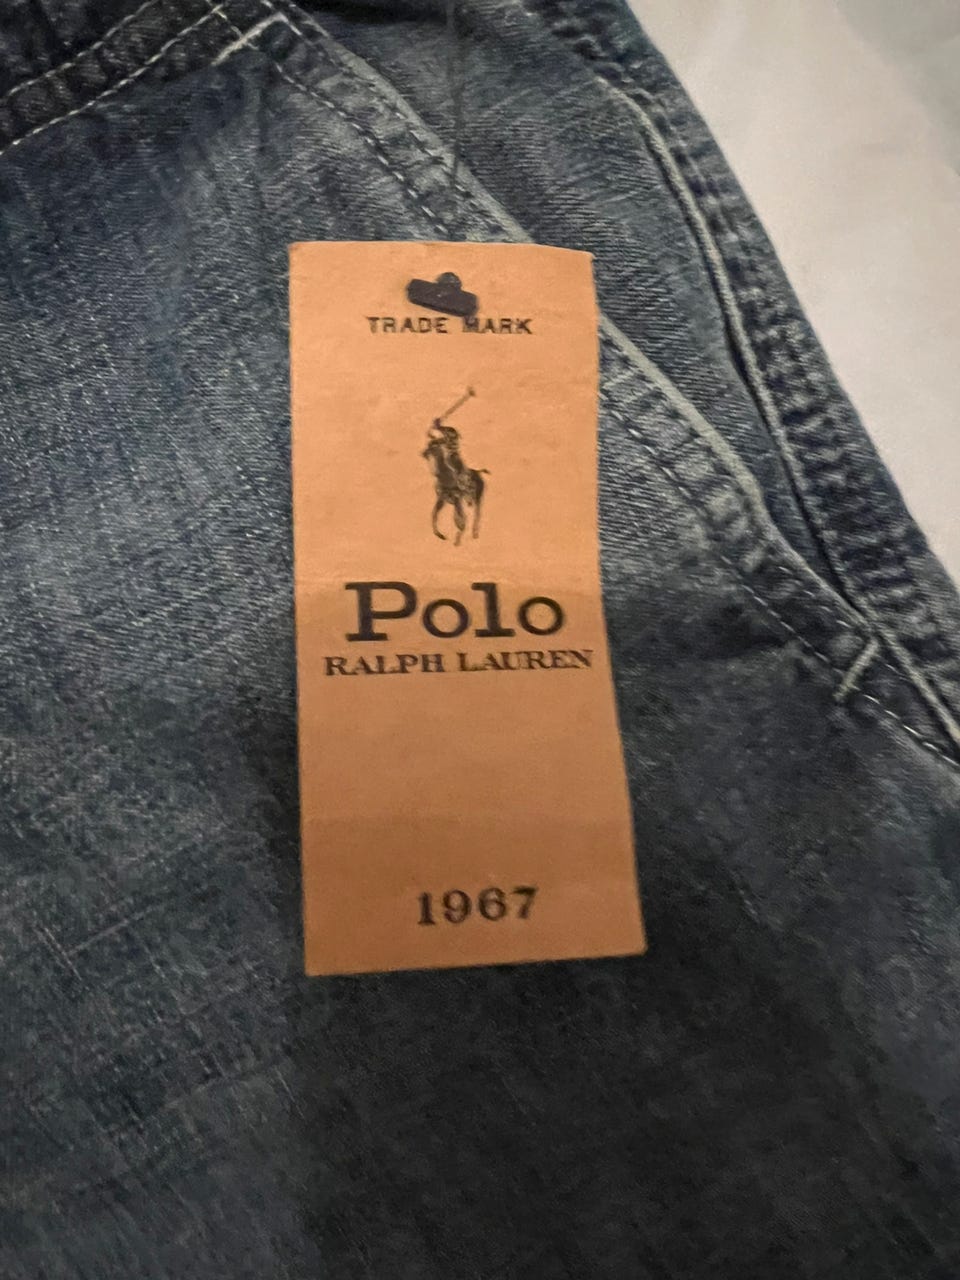 TRADE MARK
Polo
RALPH LAUREN
1967